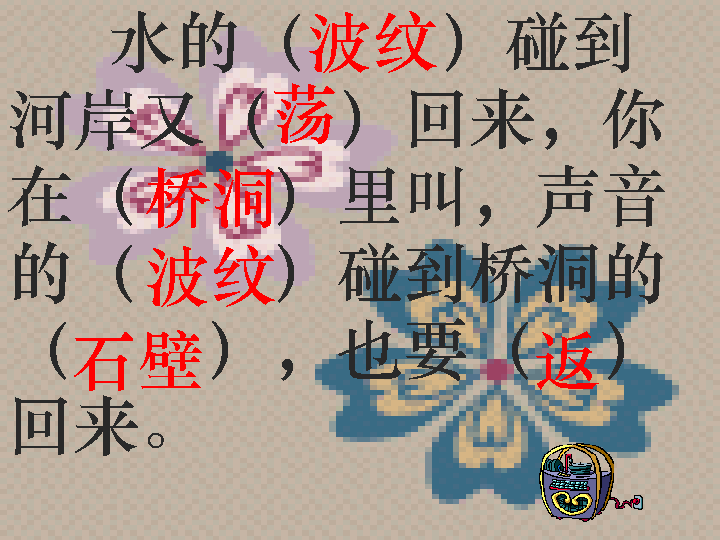 水的（波纹）碰到
河岸又（荡）回来，你
在（桥洞）里叫，声音
的（波纹）碰到桥洞的
（石壁），也要（返）
回来。